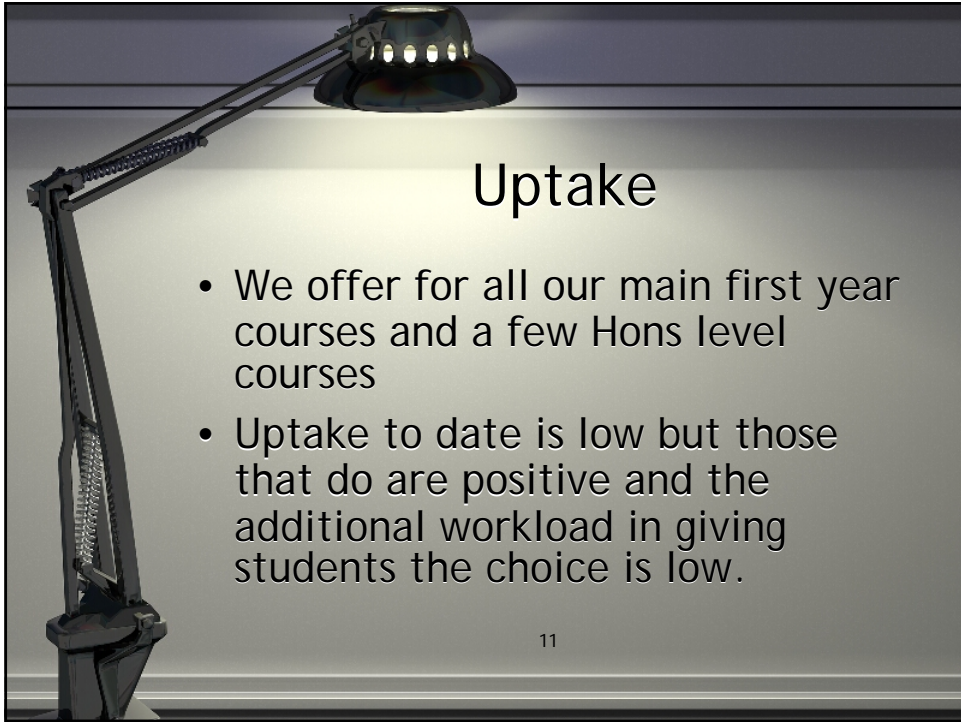 Uptake
• We offer for all our main first year
courses and a few Hons level
courses
• Uptake to date is low but those
that do are positive and the
additional workload in giving
students the choice is low.
11